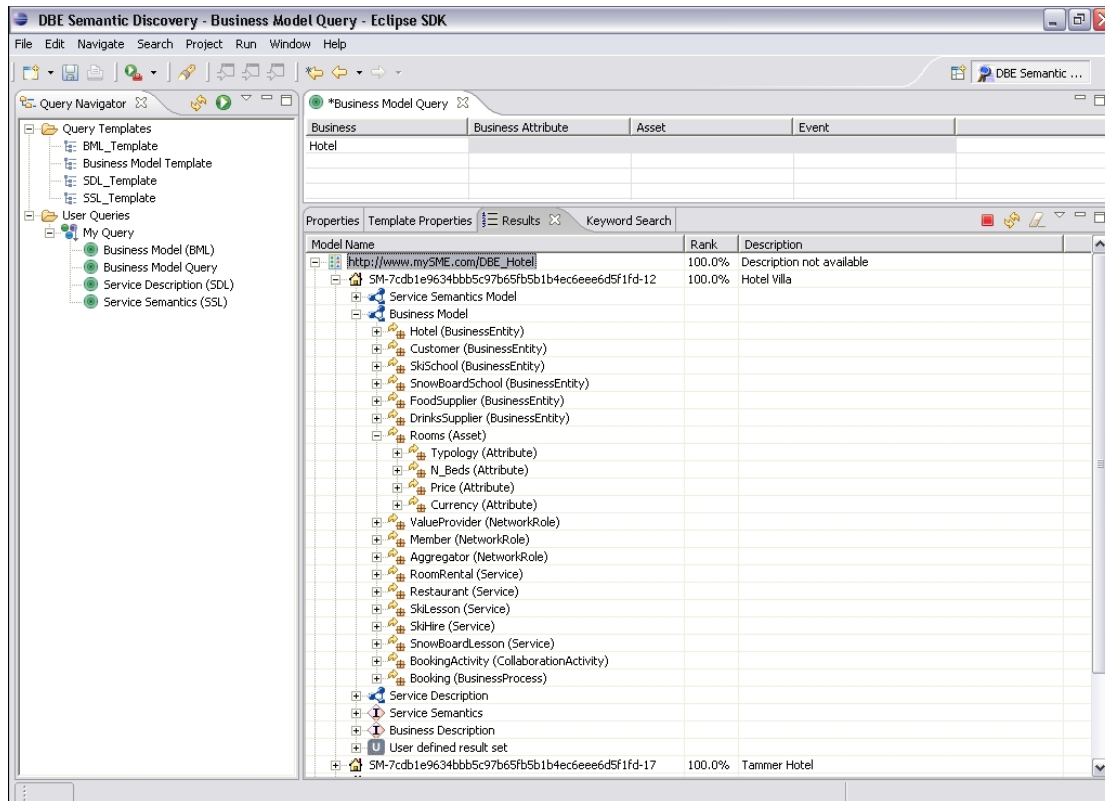 DBE Semantic Discovery - Business Model Query - Eclipse SDK
File Edit Navigate Search Project Run Window Help
DBE Semantic ...
Query Navigator
Query Templates
BML_Template
Business Model Template
SDL_Template
SSL_Template
User Queries
My Query
Business Model (BML)
Business Model Query
Service Description (SDL)
Service Semantics (SSL)
*Business Model Query
Business Business Attribute Asset Event
Hotel
Properties Template Properties Results Keyword Search
Model Name Rank Description
http://www.mySME.com/DBE_Hotel 100.0% Description not available
SM-7cdb1e9634bbb5c97b65fb5b1b4ec6eee6d5f1fd-12 100.0% Hotel Villa
Service Semantics Model
Business Model
Hotel (BusinessEntity)
Customer (BusinessEntity)
SkiSchool (BusinessEntity)
SnowBoardSchool (BusinessEntity)
FoodSupplier (BusinessEntity)
DrinksSupplier (BusinessEntity)
Rooms (Asset)
Typology (Attribute)
N_Beds (Attribute)
Price (Attribute)
Currency (Attribute)
ValueProvider (NetworkRole)
Member (NetworkRole)
Aggregator (NetworkRole)
RoomRental (Service)
Restaurant (Service)
SkiLesson (Service)
SkiHire (Service)
SnowBoardLesson (Service)
BookingActivity (CollaborationActivity)
Booking (BusinessProcess)
Service Description
I Service Semantics
I Business Description
U User defined result set
SM-7cdb1e9634bbb5c97b65fb5b1b4ec6eee6d5f1fd-17 100.0% Tammer Hotel